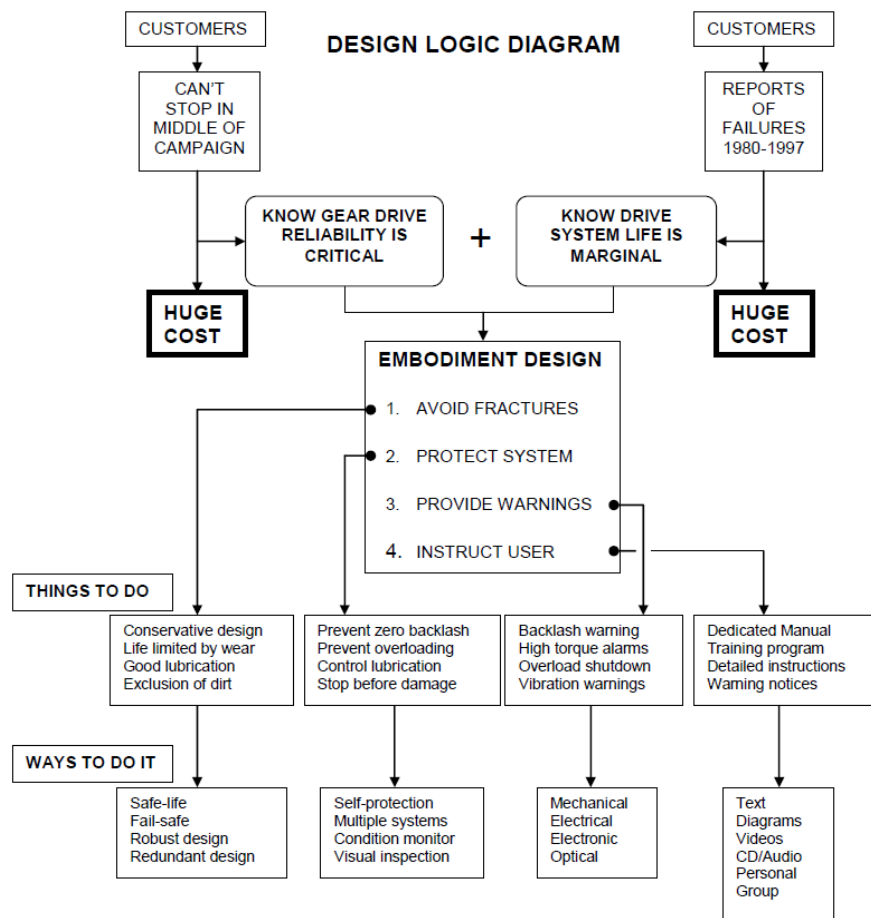 CUSTOMERS
DESIGN LOGIC DIAGRAM
CUSTOMERS
CAN'T
STOP IN
MIDDLE OF
CAMPAIGN
REPORTS
OF
FAILURES
1980-1997
KNOW GEAR DRIVE
RELIABILITY IS
CRITICAL
+
KNOW DRIVE
SYSTEM LIFE IS
MARGINAL
HUGE
COST
HUGE
COST
EMBODIMENT DESIGN
1. AVOID FRACTURES
2. PROTECT SYSTEM
3. PROVIDE WARNINGS
4. INSTRUCT USER
THINGS TO DO
Conservative design
Life limited by wear
Good lubrication
Exclusion of dirt
Prevent zero backlash
Prevent overloading
Control lubrication
Stop before damage
Backlash warning
High torque alarms
Overload shutdown
Vibration warnings
Dedicated Manual
Training program
Detailed instructions
Warning notices
WAYS TO DO IT
Safe-life
Fail-safe
Robust design
Redundant design
Self-protection
Multiple systems
Condition monitor
Visual inspection
Mechanical
Electrical
Electronic
Optical
Text
Diagrams
Videos
CD/Audio
Personal
Group